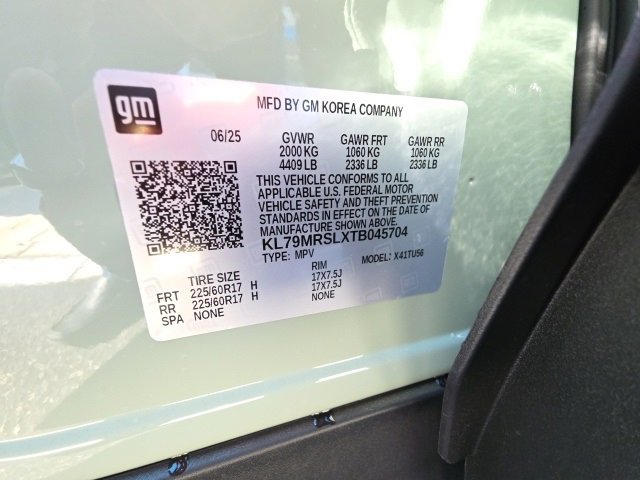 gm
MFD BY GM KOREA COMPANY
06/25 GVWR GAWR FRT GAWR RR
2000 KG 1060 KG 1060 KG
4409 LB 2336 LB 2336 LB
THIS VEHICLE CONFORMS TO ALL
APPLICABLE U.S. FEDERAL MOTOR
VEHICLE SAFETY AND THEFT PREVENTION
STANDARDS IN EFFECT ON THE DATE OF
MANUFACTURE SHOWN ABOVE.
KL79MRSLXTB045704
TYPE: MPV MODEL: X41TU56
TIRE SIZE RIM
FRT 225/60R17 H 17X7.5J
RR 225/60R17 H 17X7.5J
SPA NONE NONE